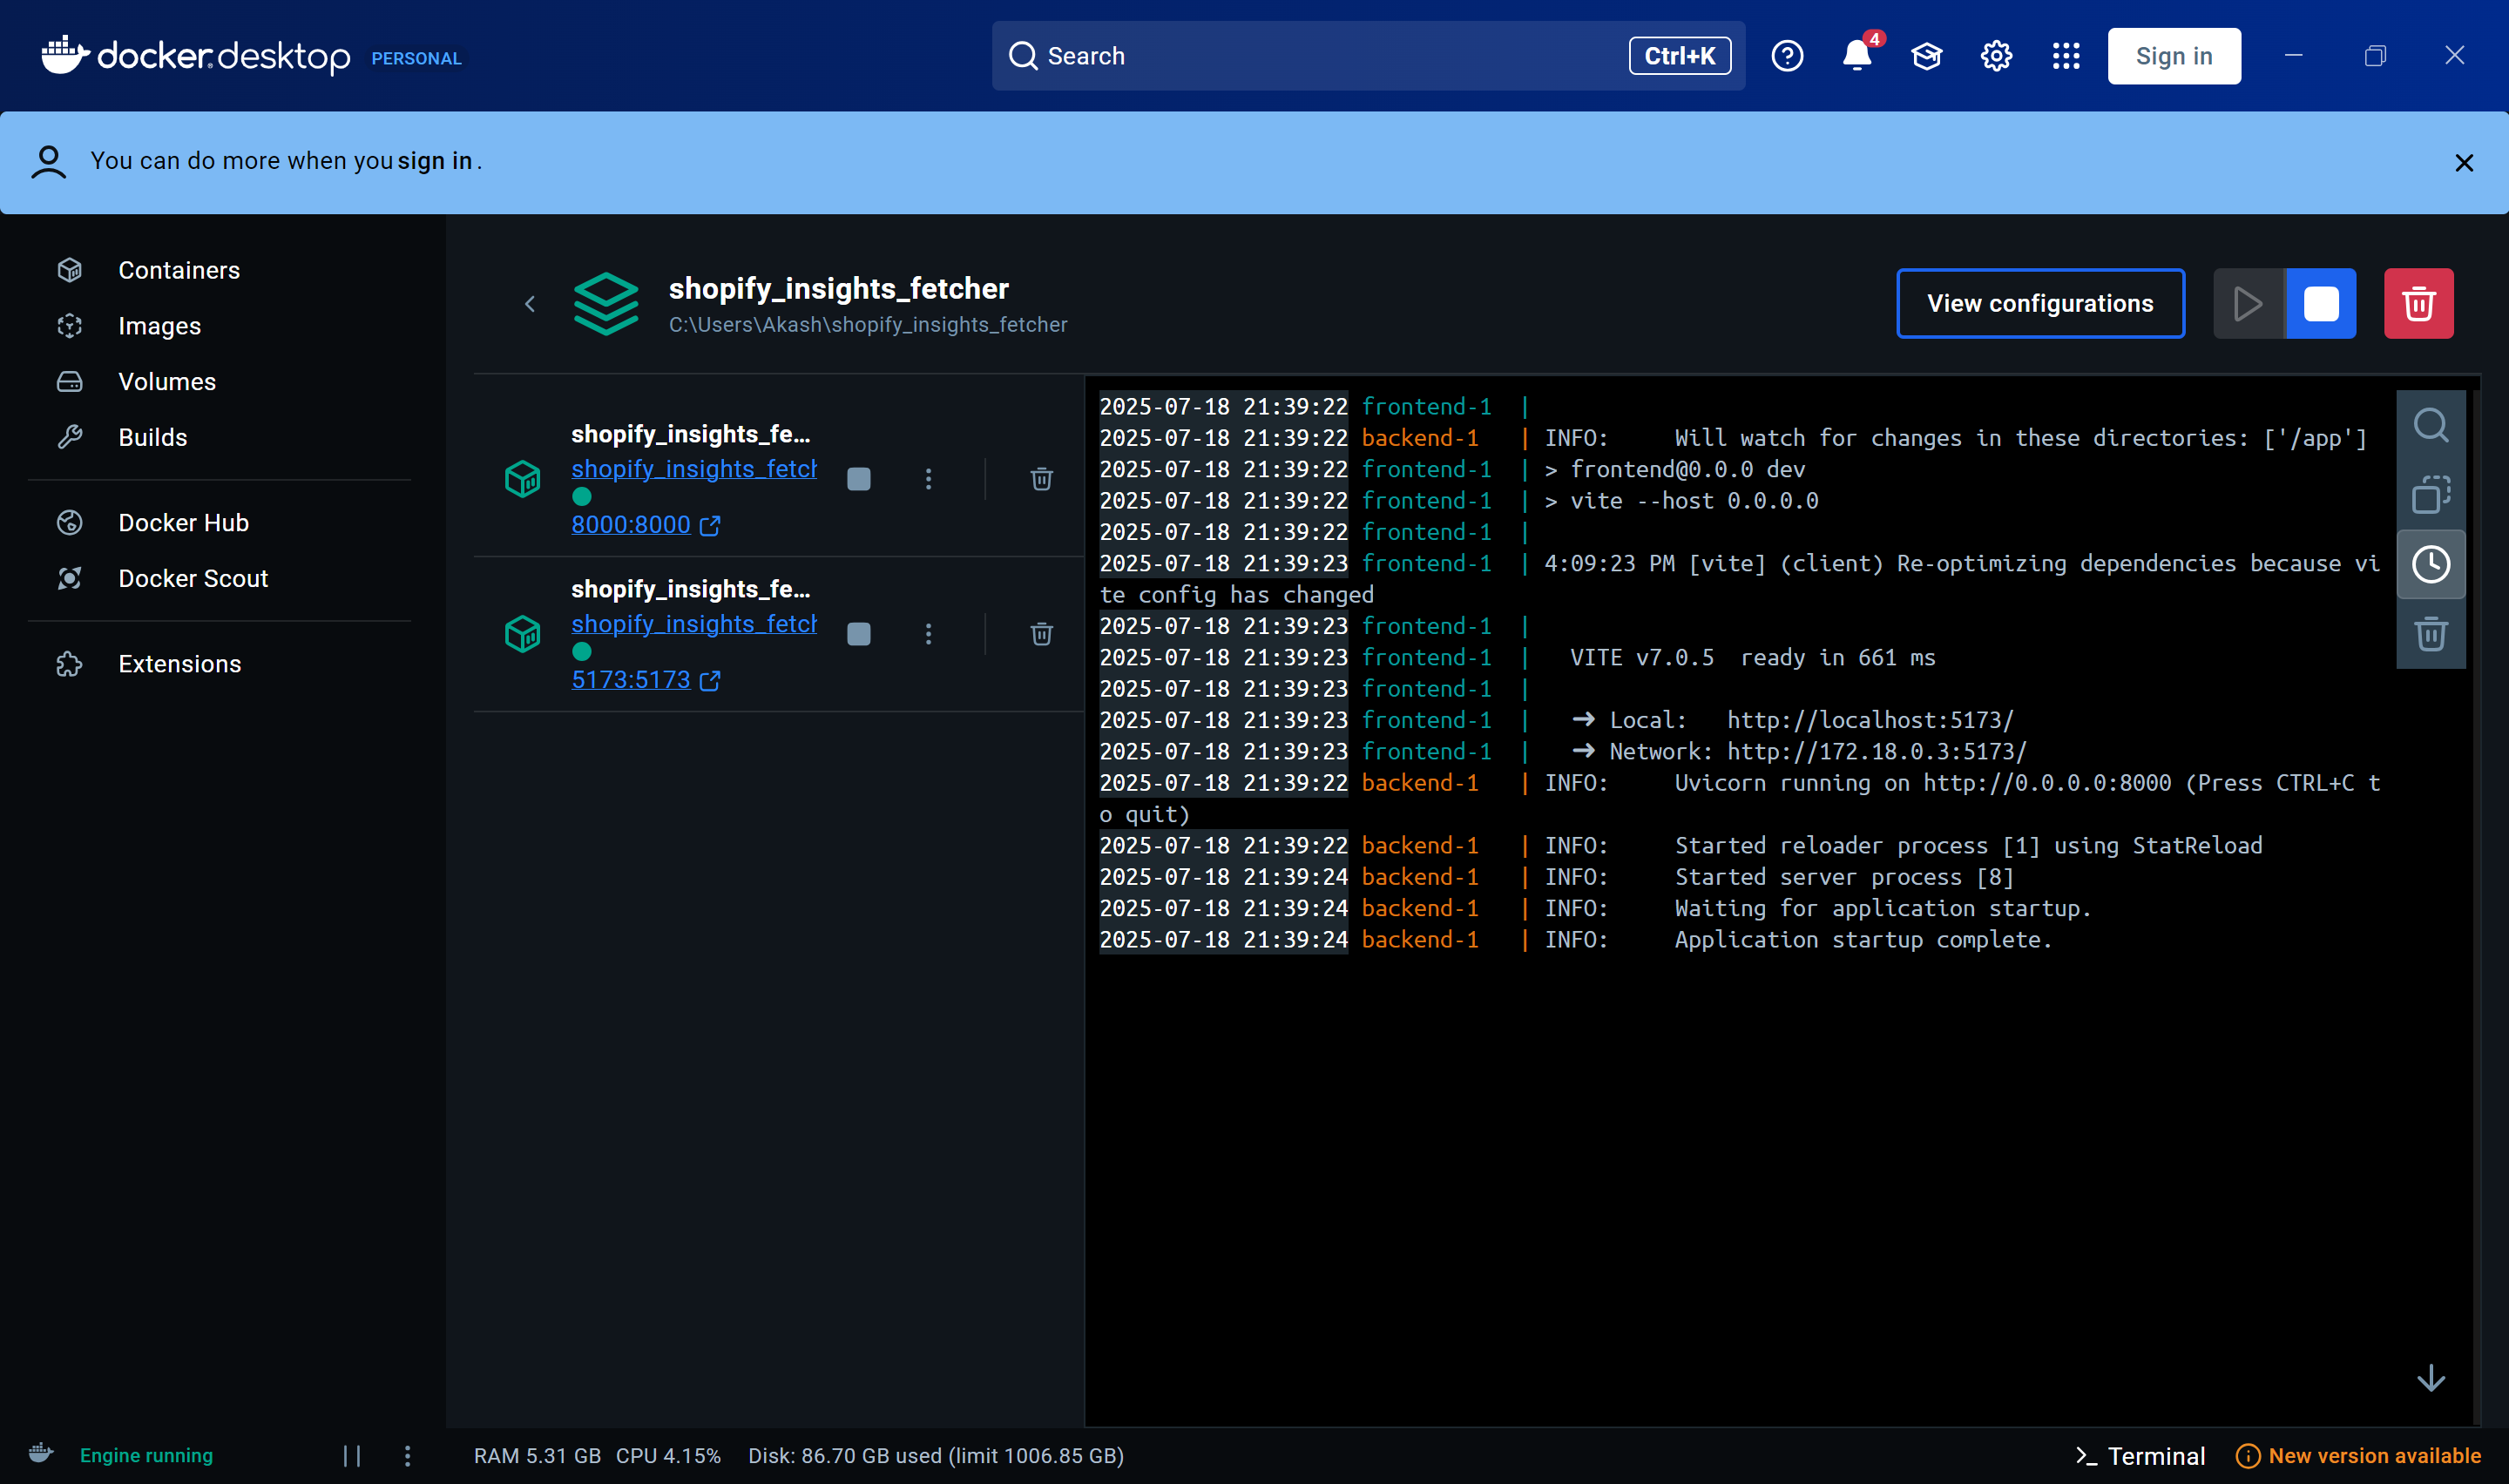 docker desktop PERSONAL
Search Ctrl+K
4
Sign in
You can do more when you sign in.
Containers
Images
Volumes
Builds
Docker Hub
Docker Scout
Extensions
shopify_insights_fetcher
C:\Users\Akash\shopify_insights_fetcher
View configurations
shopify_insights_fe...
shopify_insights_fetch
8000:8000
shopify_insights_fe...
shopify_insights_fetch
5173:5173
2025-07-18 21:39:22 frontend-1 |
2025-07-18 21:39:22 backend-1 | INFO: Will watch for changes in these directories: ['/app']
2025-07-18 21:39:22 frontend-1 | > frontend@0.0.0 dev
2025-07-18 21:39:22 frontend-1 | > vite --host 0.0.0.0
2025-07-18 21:39:22 frontend-1 |
2025-07-18 21:39:23 frontend-1 | 4:09:23 PM [vite] (client) Re-optimizing dependencies because vi
te config has changed
2025-07-18 21:39:23 frontend-1 |
2025-07-18 21:39:23 frontend-1 | VITE v7.0.5 ready in 661 ms
2025-07-18 21:39:23 frontend-1 |
2025-07-18 21:39:23 frontend-1 | ➜ Local: http://localhost:5173/
2025-07-18 21:39:23 frontend-1 | ➜ Network: http://172.18.0.3:5173/
2025-07-18 21:39:22 backend-1 | INFO: Uvicorn running on http://0.0.0.0:8000 (Press CTRL+C t
o quit)
2025-07-18 21:39:22 backend-1 | INFO: Started reloader process [1] using StatReload
2025-07-18 21:39:24 backend-1 | INFO: Started server process [8]
2025-07-18 21:39:24 backend-1 | INFO: Waiting for application startup.
2025-07-18 21:39:24 backend-1 | INFO: Application startup complete.
Engine running
RAM 5.31 GB CPU 4.15% Disk: 86.70 GB used (limit 1006.85 GB)
>_ Terminal
New version available